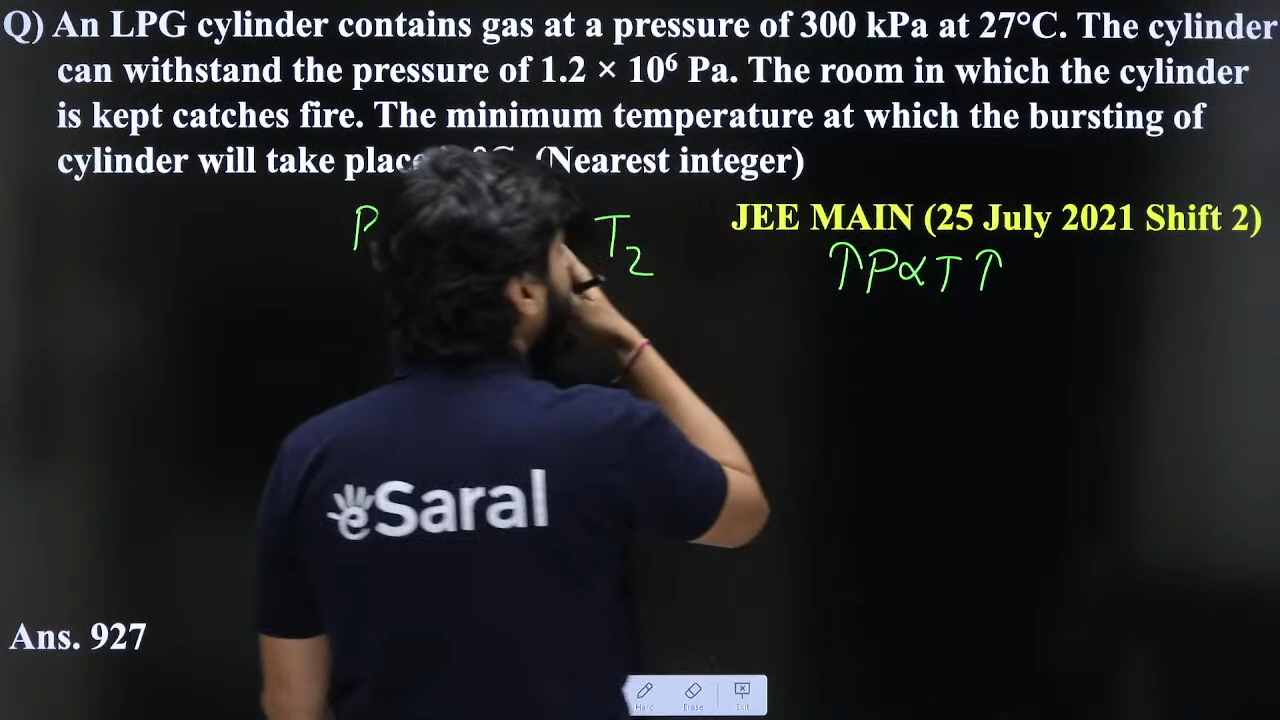 Q) An LPG cylinder contains gas at a pressure of 300 kPa at 27°C. The cylinder
can withstand the pressure of 1.2 × 10⁶ Pa. The room in which the cylinder
is kept catches fire. The minimum temperature at which the bursting of
cylinder will take (Nearest integer)
P T₂
JEE MAIN (25 July 2021 Shift 2)
↑P∝T↑
eSaral
Ans. 927
Erase
Exit